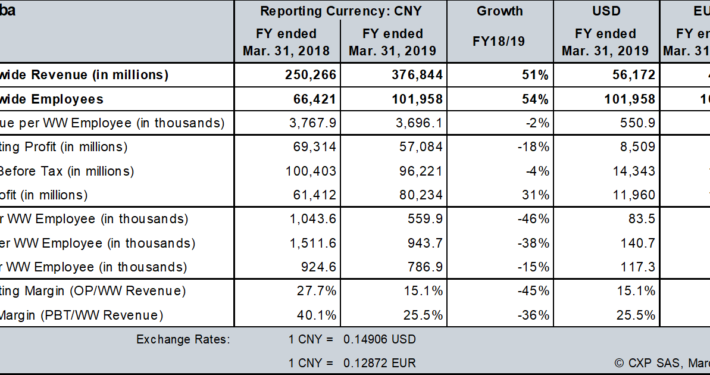 ba Reporting Currency: CNY Growth USD EU
FY ended FY ended FY18/19 FY ended FY en
Mar. 31, 2018 Mar. 31, 2019 Mar. 31, 2019 Mar. 31
wide Revenue (in millions) 250,266 376,844 51% 56,172
wide Employees 66,421 101,958 54% 101,958 10
ue per WW Employee (in thousands) 3,767.9 3,696.1 -2% 550.9
ting Profit (in millions) 69,314 57,084 -18% 8,509
Before Tax (in millions) 100,403 96,221 -4% 14,343
ofit (in millions) 61,412 80,234 31% 11,960
r WW Employee (in thousands) 1,043.6 559.9 -46% 83.5
er WW Employee (in thousands) 1,511.6 943.7 -38% 140.7
r WW Employee (in thousands) 924.6 786.9 -15% 117.3
ting Margin (OP/WW Revenue) 27.7% 15.1% -45% 15.1%
Margin (PBT/WW Revenue) 40.1% 25.5% -36% 25.5%
Exchange Rates: 1 CNY = 0.14906 USD
1 CNY = 0.12872 EUR © CXP SAS, Marc